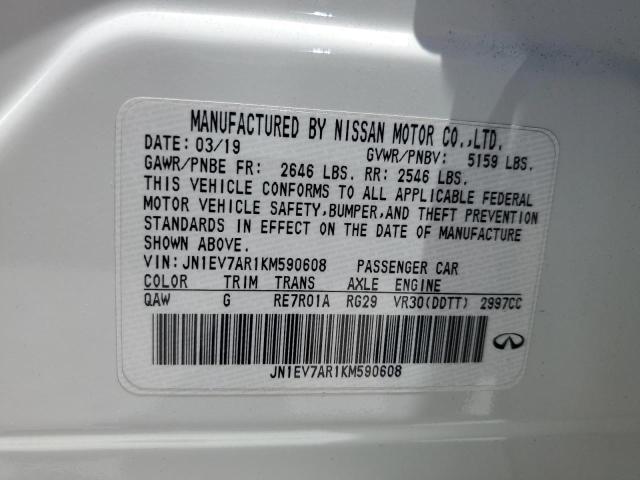 MANUFACTURED BY NISSAN MOTOR CO.,LTD.
DATE: 03/19 GVWR/PNBV: 5159 LBS.
GAWR/PNBE FR: 2646 LBS. RR: 2546 LBS.
THIS VEHICLE CONFORMS TO ALL APPLICABLE FEDERAL
MOTOR VEHICLE SAFETY,BUMPER,AND THEFT PREVENTION
STANDARDS IN EFFECT ON THE DATE OF MANUFACTURE
SHOWN ABOVE.
VIN: JN1EV7AR1KM590608 PASSENGER CAR
COLOR TRIM TRANS AXLE ENGINE
QAW G RE7R01A RG29 VR30(DDTT) 2997CC
JN1EV7AR1KM590608